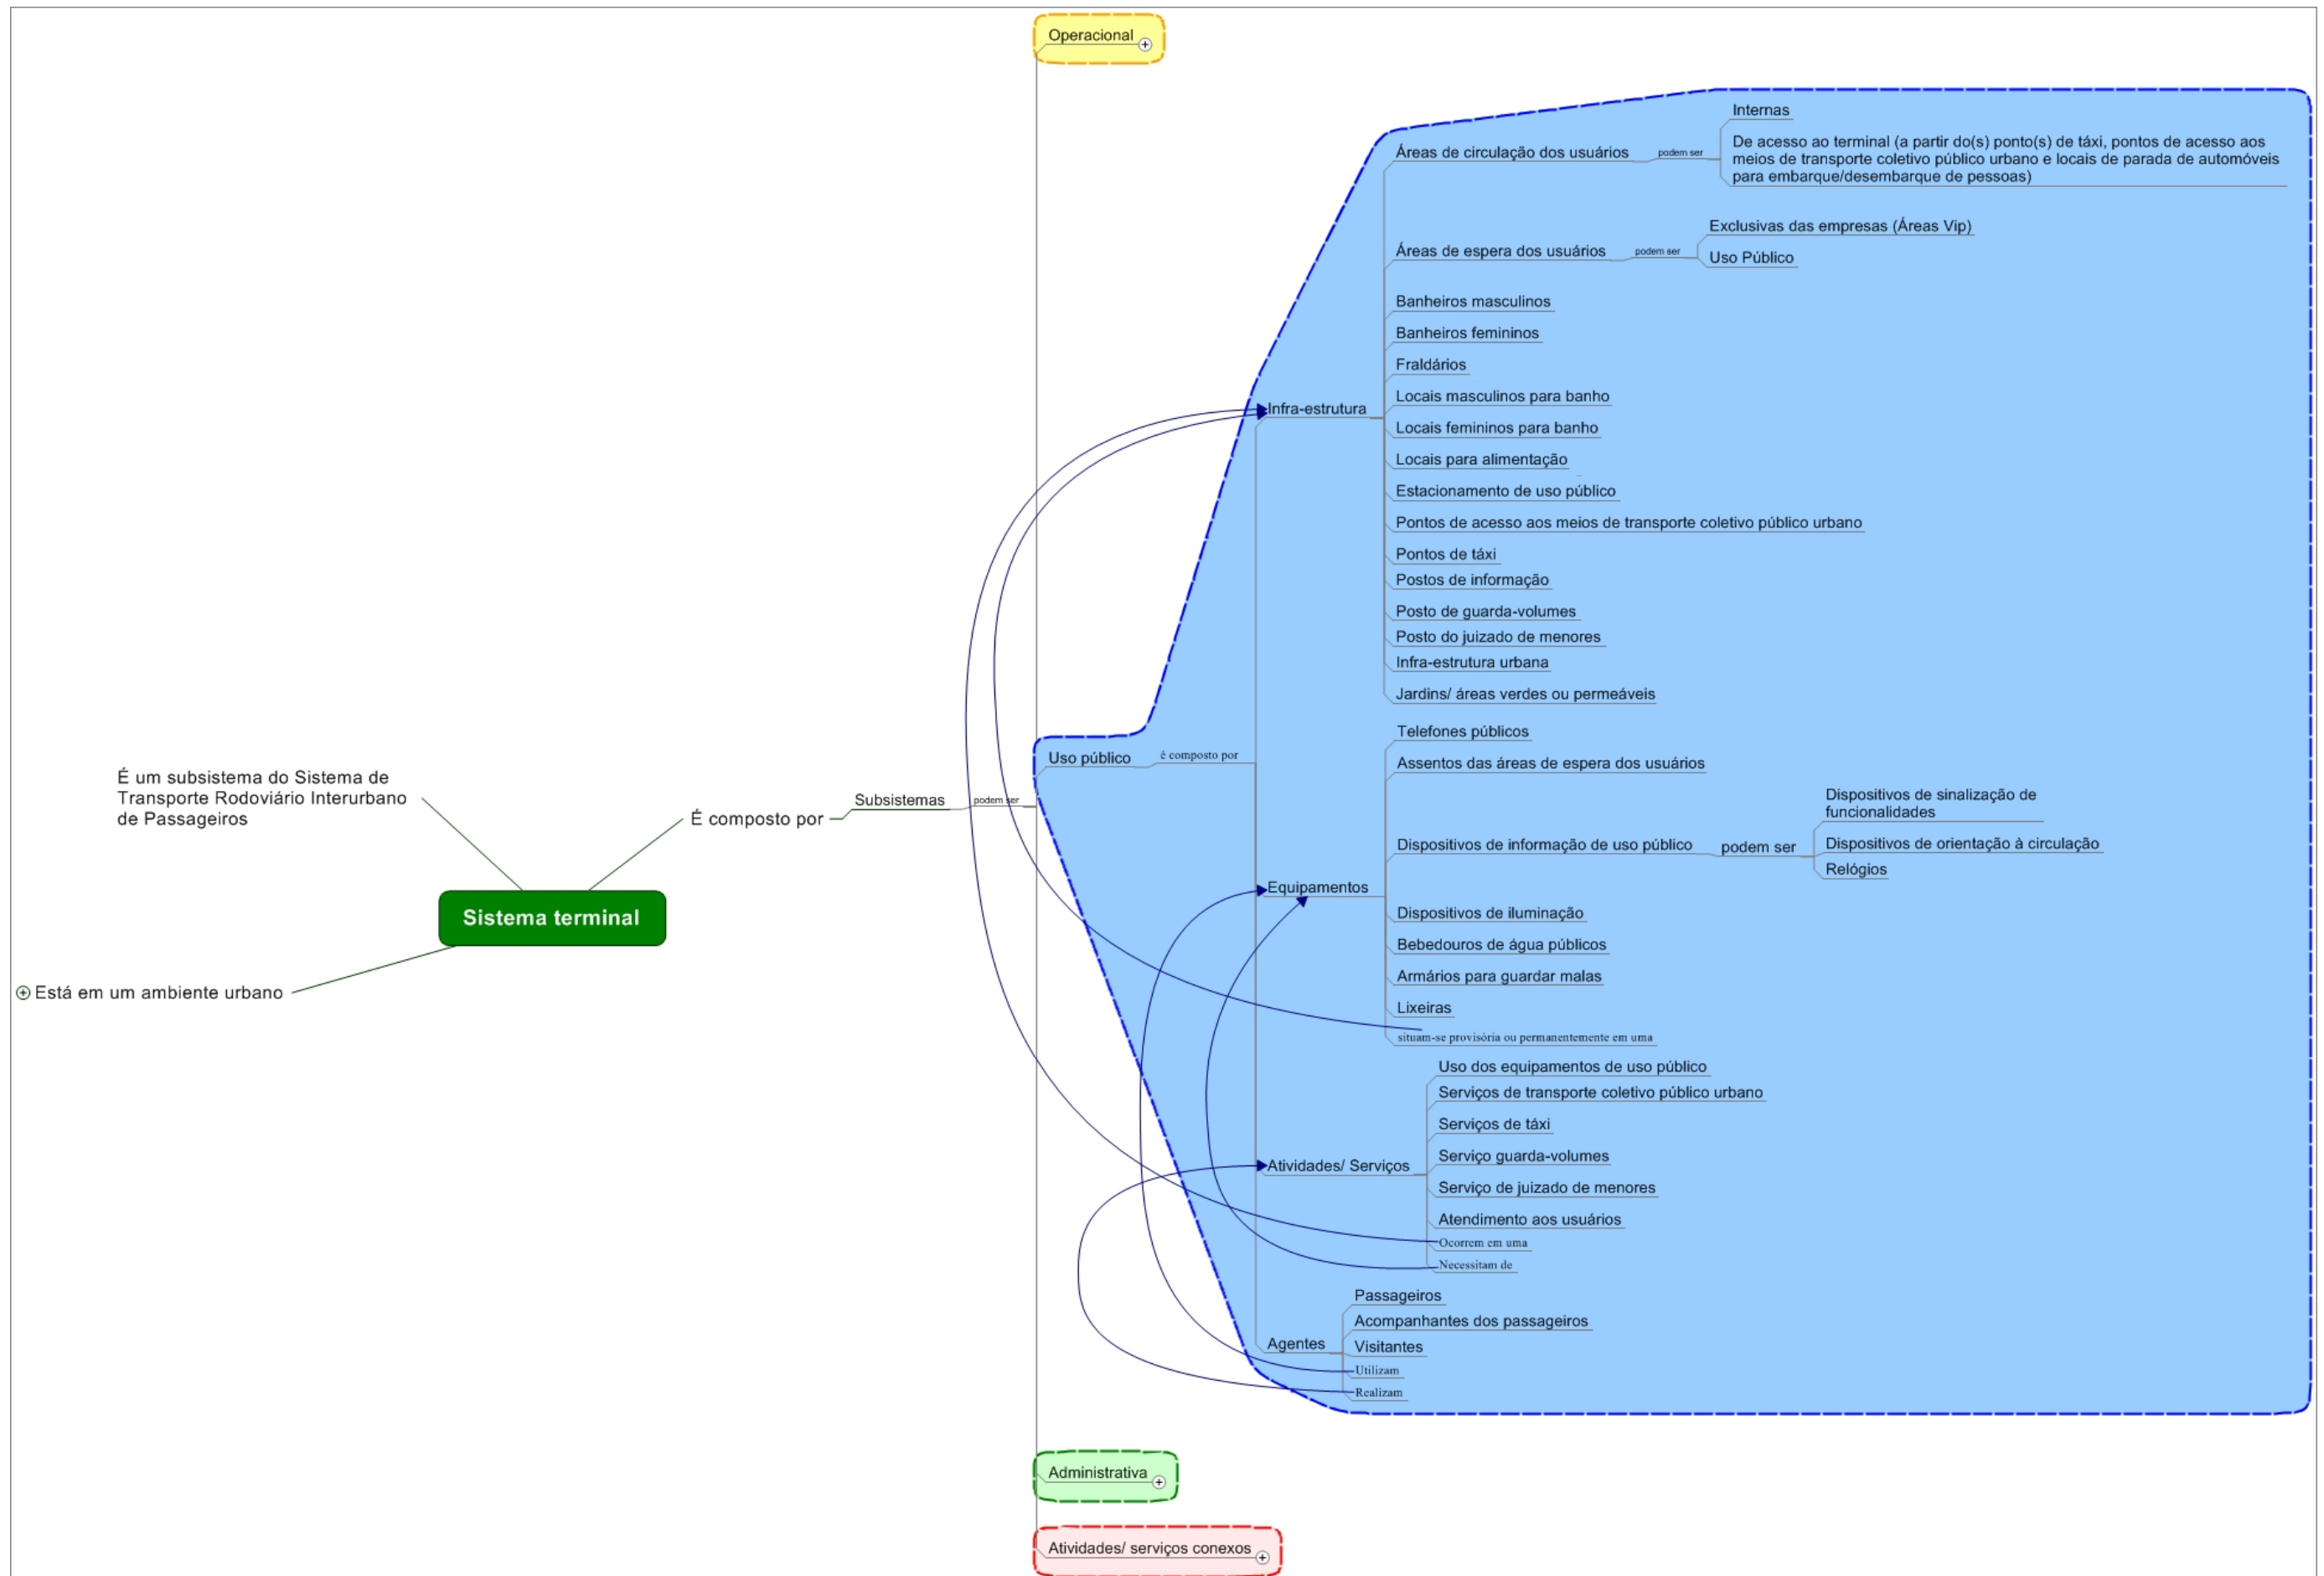 Operacional
Internas
De acesso ao terminal (a partir do(s) ponto(s) de táxi, pontos de acesso aos
meios de transporte coletivo público urbano e locais de parada de automóveis
para embarque/desembarque de pessoas)
Áreas de circulação dos usuários
podem ser
Exclusivas das empresas (Áreas Vip)
Áreas de espera dos usuários
podem ser
Uso Público
Banheiros masculinos
Banheiros femininos
Fraldários
Locais masculinos para banho
Infra-estrutura
Locais femininos para banho
Locais para alimentação
Estacionamento de uso público
Pontos de acesso aos meios de transporte coletivo público urbano
Pontos de táxi
Postos de informação
Posto de guarda-volumes
Posto do juizado de menores
Infra-estrutura urbana
Jardins/ áreas verdes ou permeáveis
Uso público
é composto por
Telefones públicos
Assentos das áreas de espera dos usuários
É um subsistema do Sistema de
Transporte Rodoviário Interurbano
de Passageiros
É composto por
Subsistemas
podem ser
Dispositivos de sinalização de
funcionalidades
Dispositivos de informação de uso público
podem ser
Dispositivos de orientação à circulação
Relógios
Equipamentos
Sistema terminal
Dispositivos de iluminação
Bebedouros de água públicos
Armários para guardar malas
Está em um ambiente urbano
Lixeiras
situam-se provisória ou permanentemente em uma
Uso dos equipamentos de uso público
Serviços de transporte coletivo público urbano
Serviços de táxi
Serviço guarda-volumes
Atividades/ Serviços
Serviço de juizado de menores
Atendimento aos usuários
Ocorrem em uma
Necessitam de
Passageiros
Acompanhantes dos passageiros
Agentes
Visitantes
Utilizam
Realizam
Administrativa
Atividades/ serviços conexos